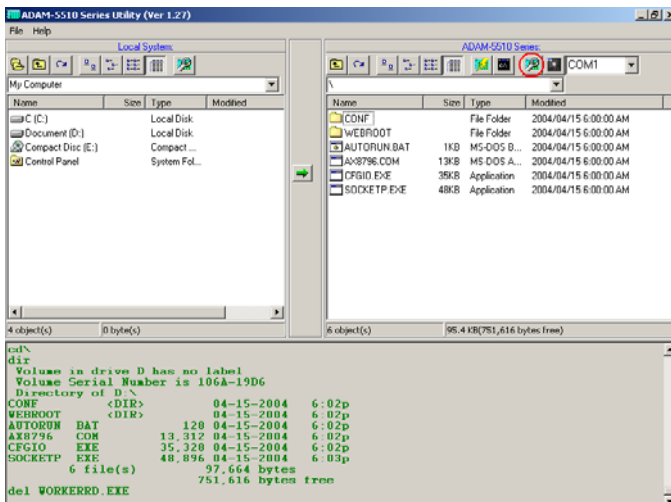 ADAM-5510 Series Utility (Ver 1.27)
File Help
Local System:
ADAM-5510 Series:
COM1
My Computer
\
Name Size Type Modified
C (C:) Local Disk
Document (D:) Local Disk
Compact Disc (E:) Compact ...
Control Panel System Fol...
Name Size Type Modified
CONF File Folder 2004/04/15 6:00:00 AM
WEBROOT File Folder 2004/04/15 6:00:00 AM
AUTORUN.BAT 1KB MS-DOS B... 2004/04/15 6:00:00 AM
AX8796.COM 13KB MS-DOS A... 2004/04/15 6:00:00 AM
CFGIO.EXE 35KB Application 2004/04/15 6:00:00 AM
SOCKETP.EXE 48KB Application 2004/04/15 6:00:00 AM
4 object(s) 0 byte(s)
6 object(s) 95.4 KB(751,616 bytes free)
cd\
dir
Volume in drive D has no label
Volume Serial Number is 106A-19D6
Directory of D:\
CONF <DIR> 04-15-2004 6:02p
WEBROOT <DIR> 04-15-2004 6:02p
AUTORUN BAT 128 04-15-2004 6:02p
AX8796 COM 13,312 04-15-2004 6:02p
CFGIO EXE 35,328 04-15-2004 6:02p
SOCKETP EXE 48,896 04-15-2004 6:03p
6 file(s) 97,664 bytes
751,616 bytes free
del WORKERRD.EXE